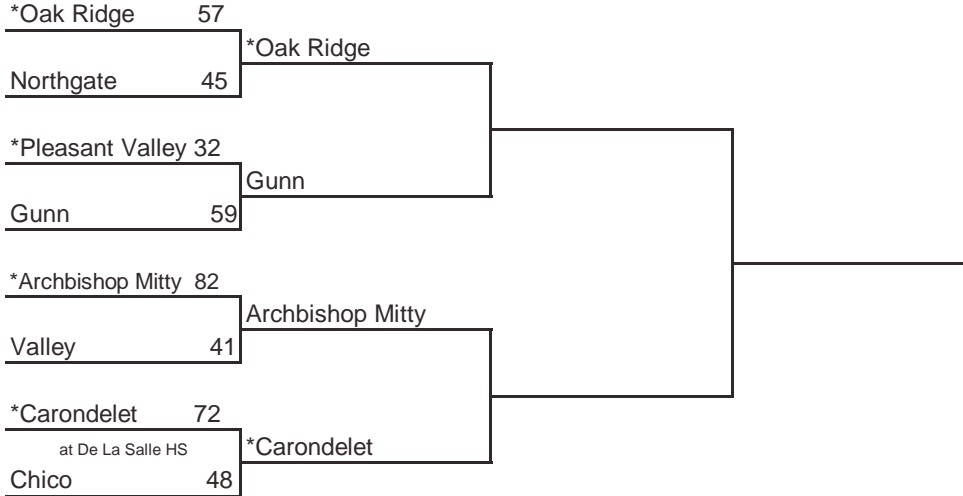 *Oak Ridge 57
*Oak Ridge
Northgate 45
*Pleasant Valley 32
Gunn
Gunn 59
*Archbishop Mitty 82
Archbishop Mitty
Valley 41
*Carondelet 72
at De La Salle HS
*Carondelet
Chico 48